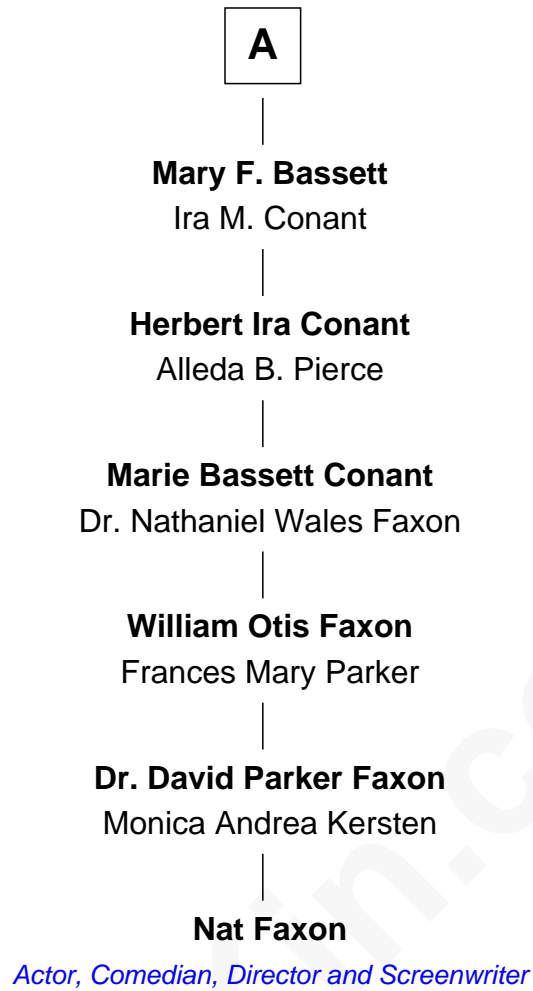 A
Mary F. Bassett
Ira M. Conant
Herbert Ira Conant
Alleda B. Pierce
Marie Bassett Conant
Dr. Nathaniel Wales Faxon
William Otis Faxon
Frances Mary Parker
Dr. David Parker Faxon
Monica Andrea Kersten
Nat Faxon
Actor, Comedian, Director and Screenwriter